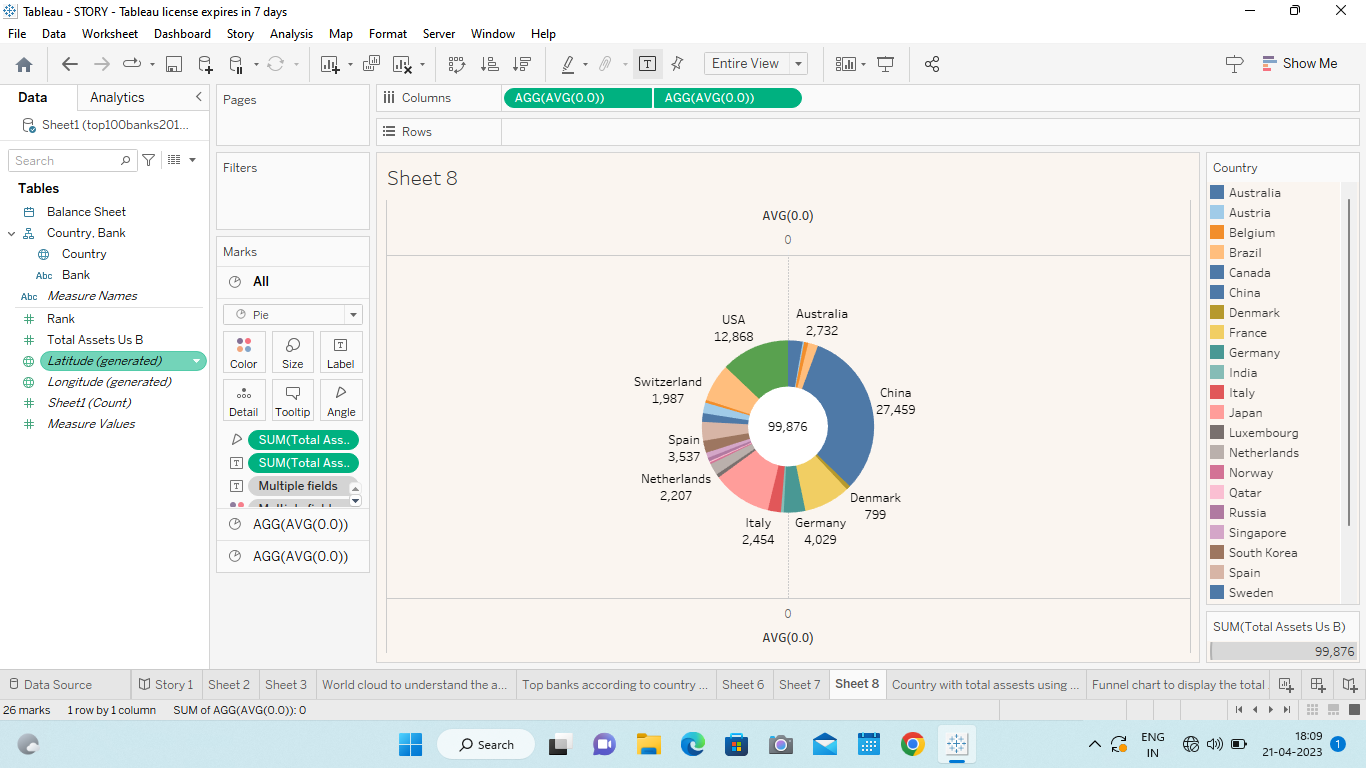 Tableau - STORY - Tableau license expires in 7 days
File Data Worksheet Dashboard Story Analysis Map Format Server Window Help
Entire View
Show Me
Data Analytics
Sheet1 (top100banks201...
Search
Tables
Balance Sheet
Country, Bank
Country
Abc Bank
Abc Measure Names
Rank
Total Assets Us B
Latitude (generated)
Longitude (generated)
Sheet1 (Count)
Measure Values
Pages
Filters
Marks
All
Pie
Color Size Label
Detail Tooltip Angle
SUM(Total Ass..
SUM(Total Ass..
Multiple fields
AGG(AVG(0.0))
AGG(AVG(0.0))
Columns AGG(AVG(0.0)) AGG(AVG(0.0))
Rows
Sheet 8
AVG(0.0)
0
USA
12,868
Australia
2,732
Switzerland
1,987
China
27,459
99,876
Spain
3,537
Netherlands
2,207
Denmark
799
Italy
2,454
Germany
4,029
0
AVG(0.0)
Country
Australia
Austria
Belgium
Brazil
Canada
China
Denmark
France
Germany
India
Italy
Japan
Luxembourg
Netherlands
Norway
Qatar
Russia
Singapore
South Korea
Spain
Sweden
SUM(Total Assets Us B)
99,876
Data Source Story 1 Sheet 2 Sheet 3 World cloud to understand the a... Top banks according to country ... Sheet 6 Sheet 7 Sheet 8 Country with total assests using ... Funnel chart to display the total
26 marks 1 row by 1 column SUM of AGG(AVG(0.0)): 0
Search
ENG
IN
18:09
21-04-2023
1